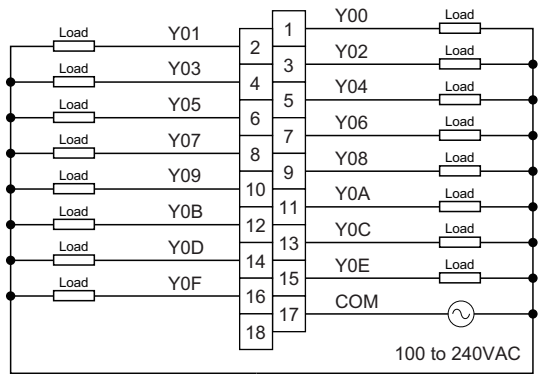 1 Y00 Load
Load Y01 2
3 Y02 Load
Load Y03 4
5 Y04 Load
Load Y05 6
7 Y06 Load
Load Y07 8
9 Y08 Load
Load Y09 10
11 Y0A Load
Load Y0B 12
13 Y0C Load
Load Y0D 14
15 Y0E Load
Load Y0F 16
17 COM
18
100 to 240VAC